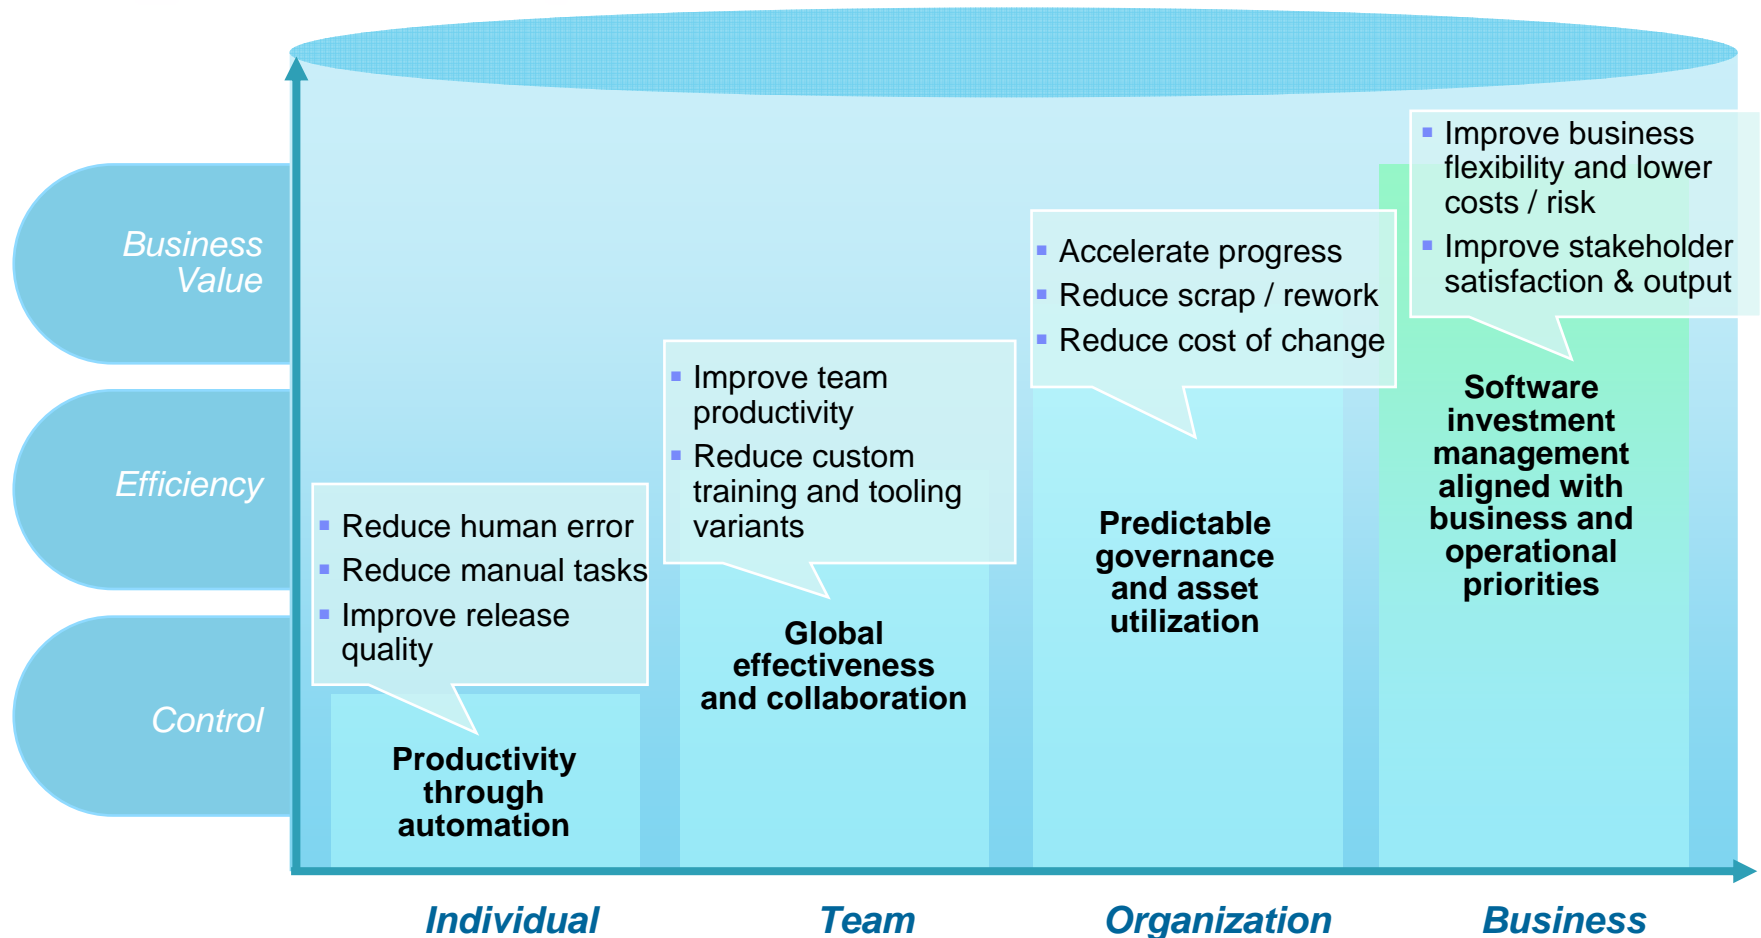 Business
Value
Efficiency
Control
Reduce human error
Reduce manual tasks
Improve release
quality
Productivity
through
automation
Improve team
productivity
Reduce custom
training and tooling
variants
Global
effectiveness
and collaboration
Accelerate progress
Reduce scrap / rework
Reduce cost of change
Predictable
governance
and asset
utilization
Improve business
flexibility and lower
costs / risk
Improve stakeholder
satisfaction & output
Software
investment
management
aligned with
business and
operational
priorities
Individual
Team
Organization
Business